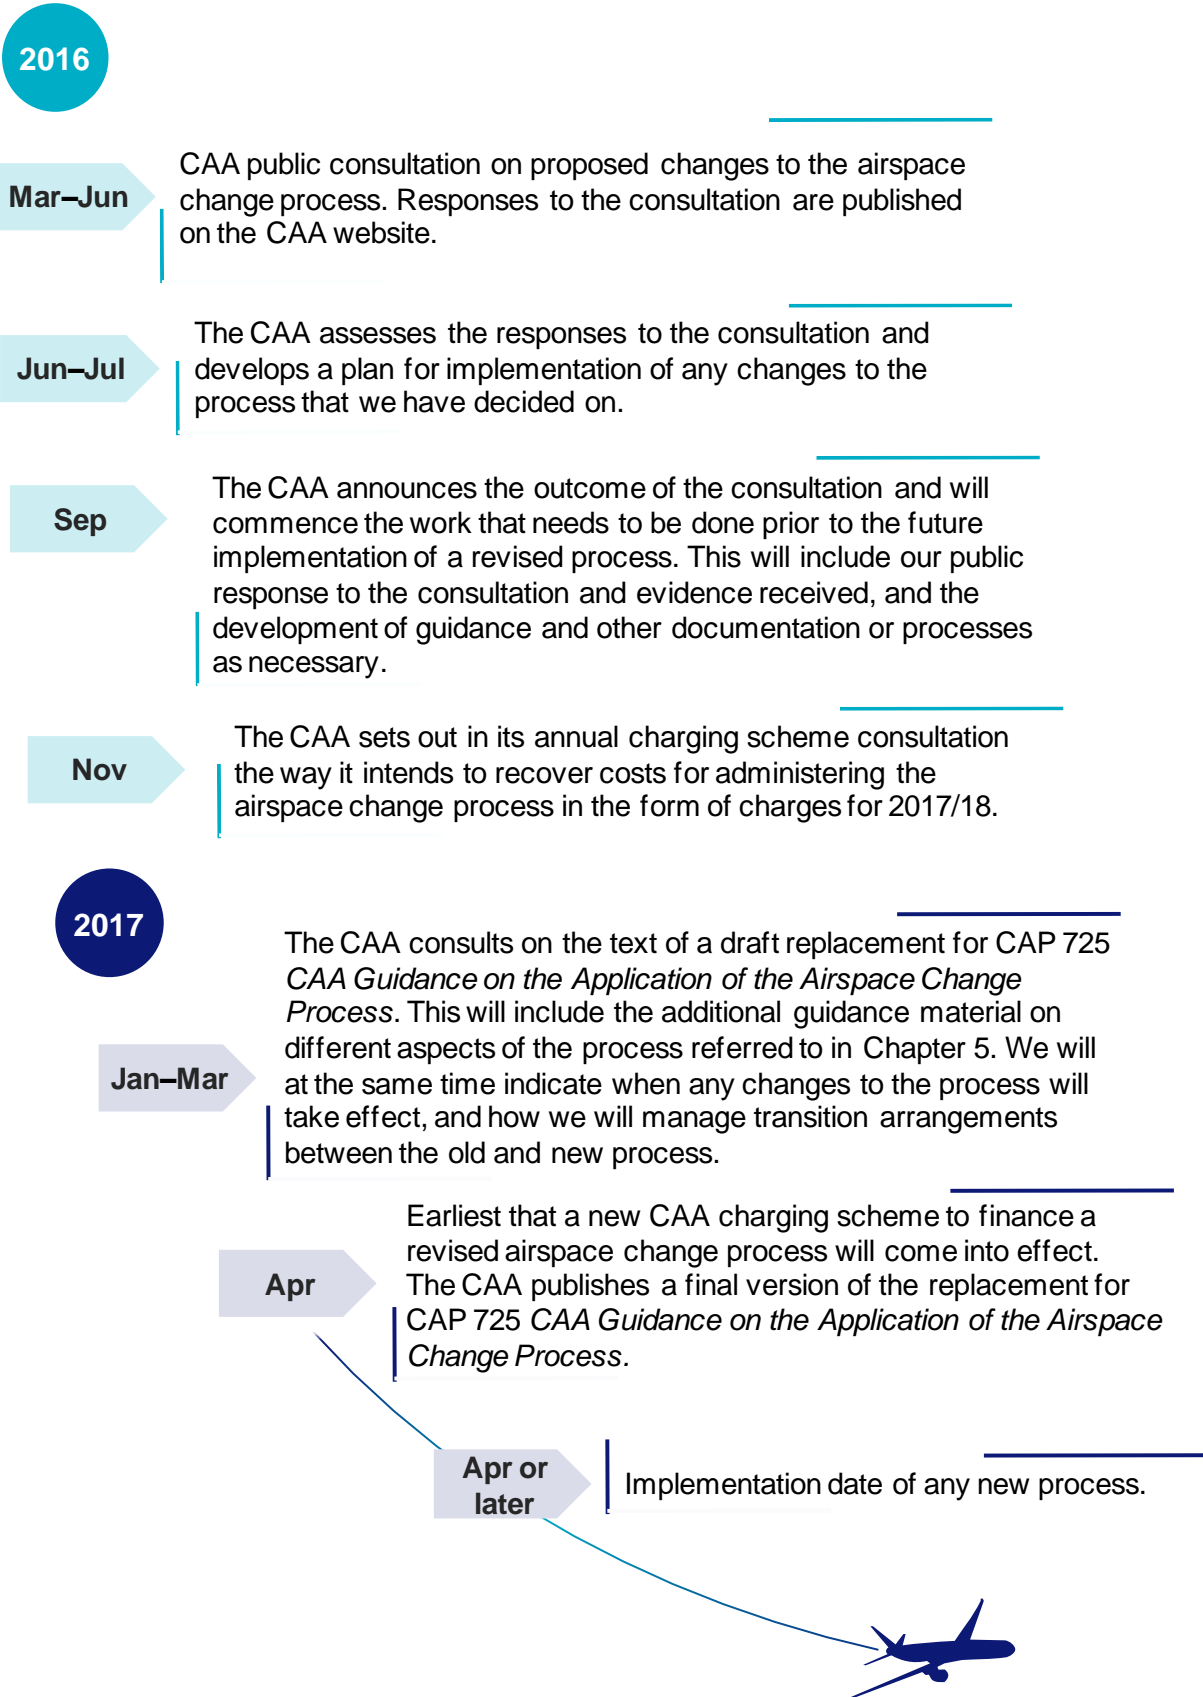 2016
Mar–Jun
CAA public consultation on proposed changes to the airspace
change process. Responses to the consultation are published
on the CAA website.
Jun–Jul
The CAA assesses the responses to the consultation and
develops a plan for implementation of any changes to the
process that we have decided on.
Sep
The CAA announces the outcome of the consultation and will
commence the work that needs to be done prior to the future
implementation of a revised process. This will include our public
response to the consultation and evidence received, and the
development of guidance and other documentation or processes
as necessary.
Nov
The CAA sets out in its annual charging scheme consultation
the way it intends to recover costs for administering the
airspace change process in the form of charges for 2017/18.
2017
Jan–Mar
The CAA consults on the text of a draft replacement for CAP 725
CAA Guidance on the Application of the Airspace Change
Process. This will include the additional guidance material on
different aspects of the process referred to in Chapter 5. We will
at the same time indicate when any changes to the process will
take effect, and how we will manage transition arrangements
between the old and new process.
Apr
Earliest that a new CAA charging scheme to finance a
revised airspace change process will come into effect.
The CAA publishes a final version of the replacement for
CAP 725 CAA Guidance on the Application of the Airspace
Change Process.
Apr or
later
Implementation date of any new process.